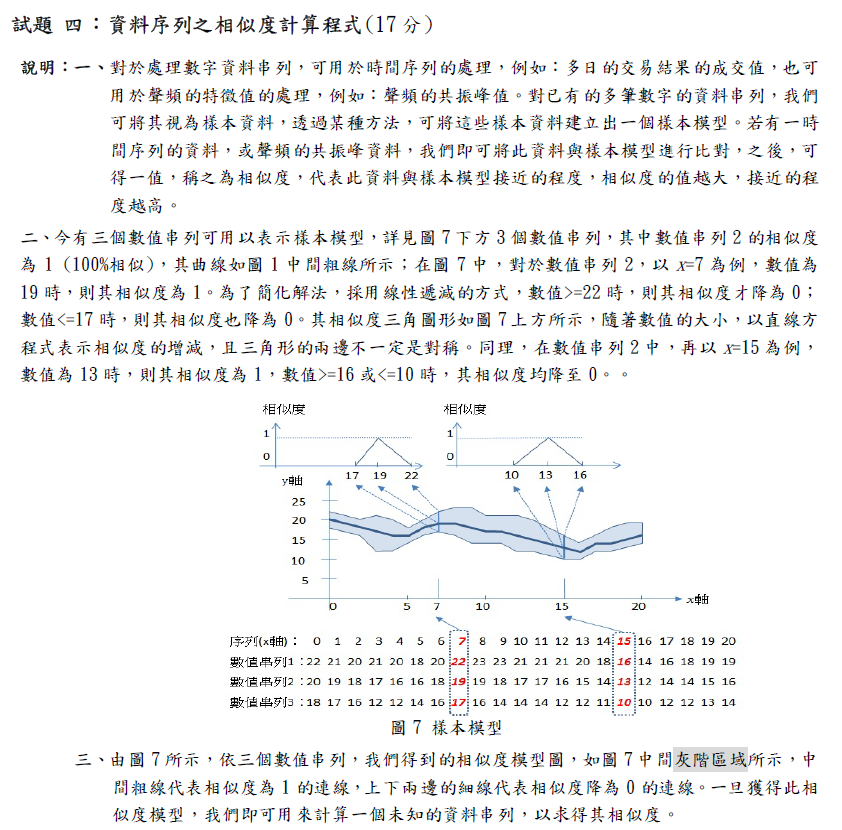 試題 四：資料序列之相似度計算程式(17 分)
說明：一、對於處理數字資料串列，可用於時間序列的處理，例如：多日的交易結果的成交值，也可
用於聲頻的特徵值的處理，例如：聲頻的共振峰值。對已有的多筆數字的資料串列，我們
可將其視為樣本資料，透過某種方法，可將這些樣本資料建立出一個樣本模型。若有一時
間序列的資料，或聲頻的共振峰資料，我們即可將此資料與樣本模型進行比對，之後，可
得一值，稱之為相似度，代表此資料與樣本模型接近的程度，相似度的值越大，接近的程
度越高。
二、今有三個數值串列可用以表示樣本模型，詳見圖 7 下方 3 個數值串列，其中數值串列 2 的相似度
為 1 (100%相似)，其曲線如圖 1 中間粗線所示；在圖 7 中，對於數值串列 2，以 x=7 為例，數值為
19 時，則其相似度為 1。為了簡化解法，採用線性遞減的方式，數值>=22 時，則其相似度才降為 0；
數值<=17 時，則其相似度也降為 0。其相似度三角圖形如圖 7 上方所示，隨著數值的大小，以直線方
程式表示相似度的增減，且三角形的兩邊不一定是對稱。同理，在數值串列 2 中，再以 x=15 為例，
數值為 13 時，則其相似度為 1，數值>=16 或<=10 時，其相似度均降至 0。。
相似度 相似度
1 1
0 0
17 19 22 10 13 16
y軸
25
20
15
10
5
0 5 7 10 15 20 x軸
序列(x軸)： 0 1 2 3 4 5 6 7 8 9 10 11 12 13 14 15 16 17 18 19 20
數值串列1：22 21 20 21 20 18 20 22 23 23 21 21 21 20 18 16 14 16 18 19 19
數值串列2：20 19 18 17 16 16 18 19 19 18 17 17 16 15 14 13 12 14 14 15 16
數值串列3：18 17 16 12 12 14 16 17 16 14 14 14 12 12 11 10 10 12 12 13 14
圖 7 樣本模型
三、由圖 7 所示，依三個數值串列，我們得到的相似度模型圖，如圖 7 中間灰階區域所示，中
間粗線代表相似度為 1 的連線，上下兩邊的細線代表相似度降為 0 的連線。一旦獲得此相
似度模型，我們即可用來計算一個未知的資料串列，以求得其相似度。